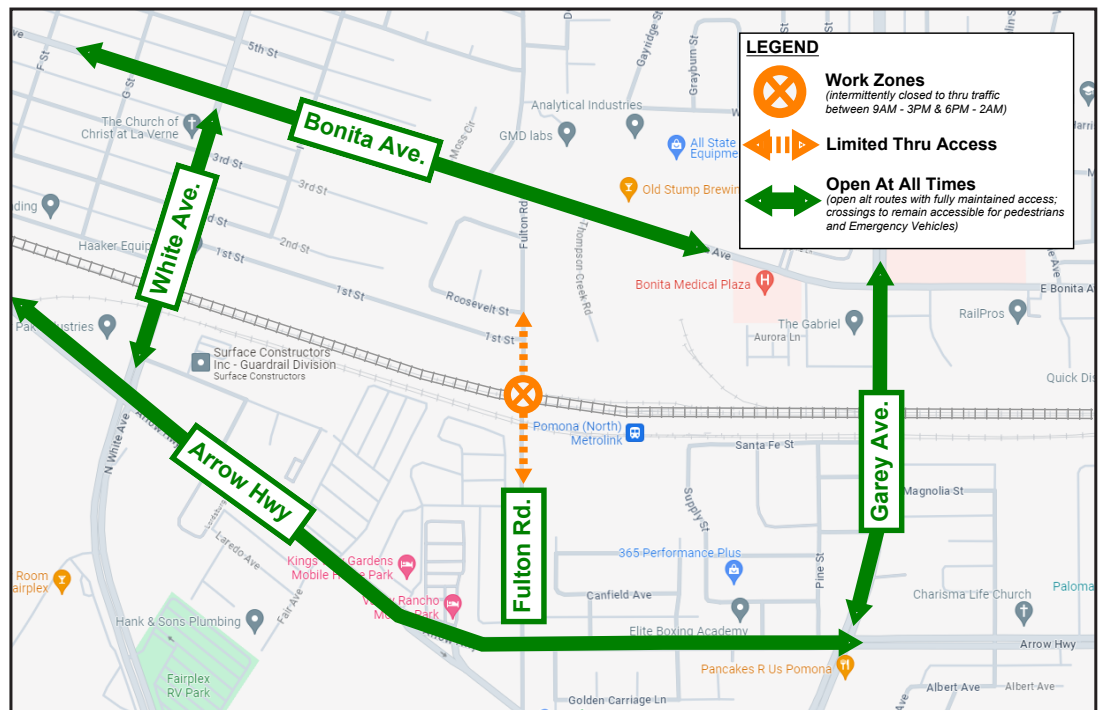 LEGEND
Work Zones
(intermittently closed to thru traffic
between 9AM - 3PM & 6PM - 2AM)
Limited Thru Access
Open At All Times
(open alt routes with fully maintained access;
crossings to remain accessible for pedestrians
and Emergency Vehicles)
Bonita Ave.
White Ave.
Arrow Hwy
Fulton Rd.
Garey Ave.
F St
G St
5th St
Gayridge St
Grayburn St
Analytical Industries
GMD labs
Moss Cir
The Church of
Christ at La Verne
3rd St
3rd St
2nd St
1st St
1st St
1st St
Roosevelt St
Fulton Rd
Thompson Creek Rd
All State
Equipme
Old Stump Brewin
Ave
Bonita Medical Plaza
H
The Gabriel
Aurora Ln
E Bonita A
RailPros
Quick Dis
Haaker Equip
ding
Surface Constructors
Inc - Guardrail Division
Surface Constructors
N White Ave
Pomona (North)
Metrolink
Santa Fe St
Magnolia St
Supply St
Pine St
365 Performance Plus
Canfield Ave
Elite Boxing Academy
Charisma Life Church
Paloma
Arrow Hwy
Pancakes R Us Pomona
Albert Ave
Albert Ave
Golden Carriage Ln
Laredo Ave
Fair Ave
Mobile H me Park
Room
airplex
Hank & Sons Plumbing
Fairplex
RV Park